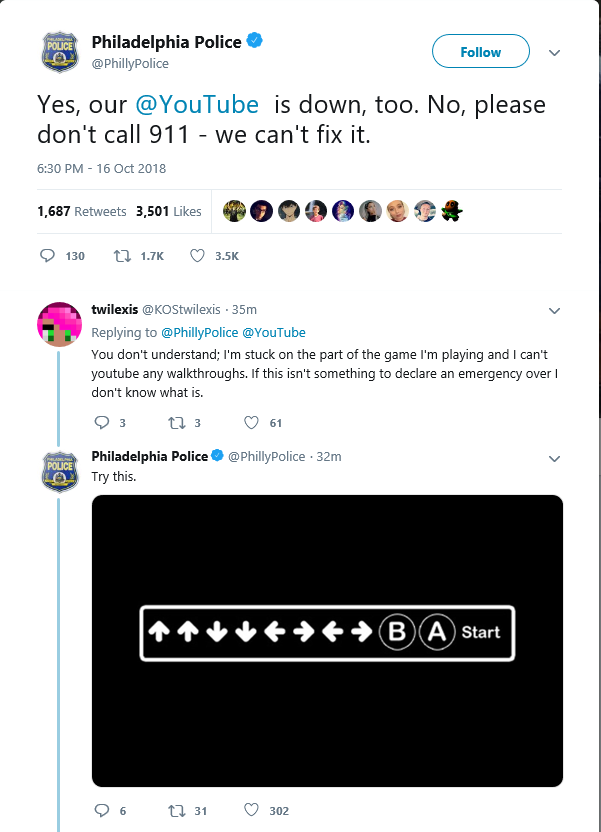 Philadelphia Police
@PhillyPolice
Follow
Yes, our @YouTube is down, too. No, please
don't call 911 - we can't fix it.
6:30 PM - 16 Oct 2018
1,687 Retweets 3,501 Likes
130 1.7K 3.5K
twilexis @KOStwilexis · 35m
Replying to @PhillyPolice @YouTube
You don't understand; I'm stuck on the part of the game I'm playing and I can't
youtube any walkthroughs. If this isn't something to declare an emergency over I
don't know what is.
3 3 61
Philadelphia Police @PhillyPolice · 32m
Try this.
↑ ↑ ↓ ↓ ← → ← → B A Start
6 31 302